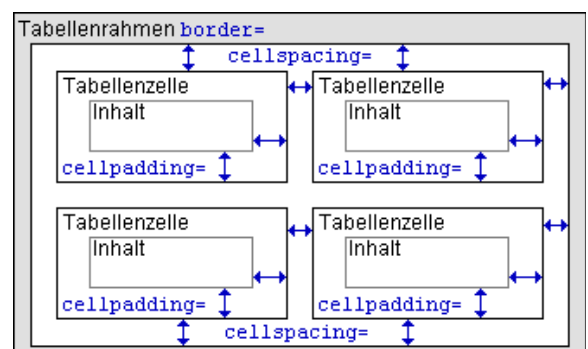 Tabellenrahmen border=
cellspacing=
Tabellenzelle Tabellenzelle
Inhalt Inhalt
cellpadding= cellpadding=
Tabellenzelle Tabellenzelle
Inhalt Inhalt
cellpadding= cellpadding=
cellspacing=